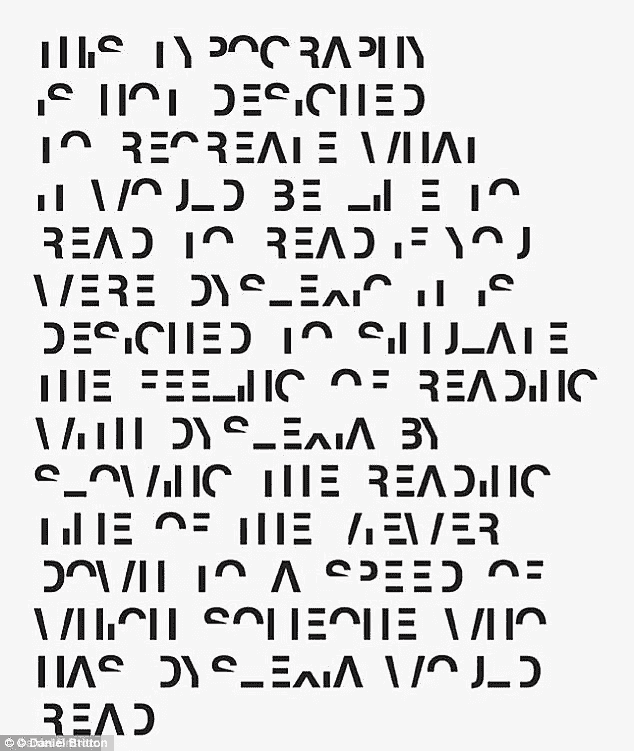 THIS TYPOGRAPHY
IS NOT DESIGNED
TO RECREATE WHAT
IT WOULD BE LIKE TO
READ TO READ IF YOU
WERE DYSLEXIC IT IS
DESIGNED TO SIMULATE
THE FEELING OF READING
WITH DYSLEXIA BY
SLOWING THE READING
TIME OF THE VIEWER
DOWN TO A SPEED OF
WHICH SOMEONE WHO
HAS DYSLEXIA WOULD
READ
© Daniel Britton